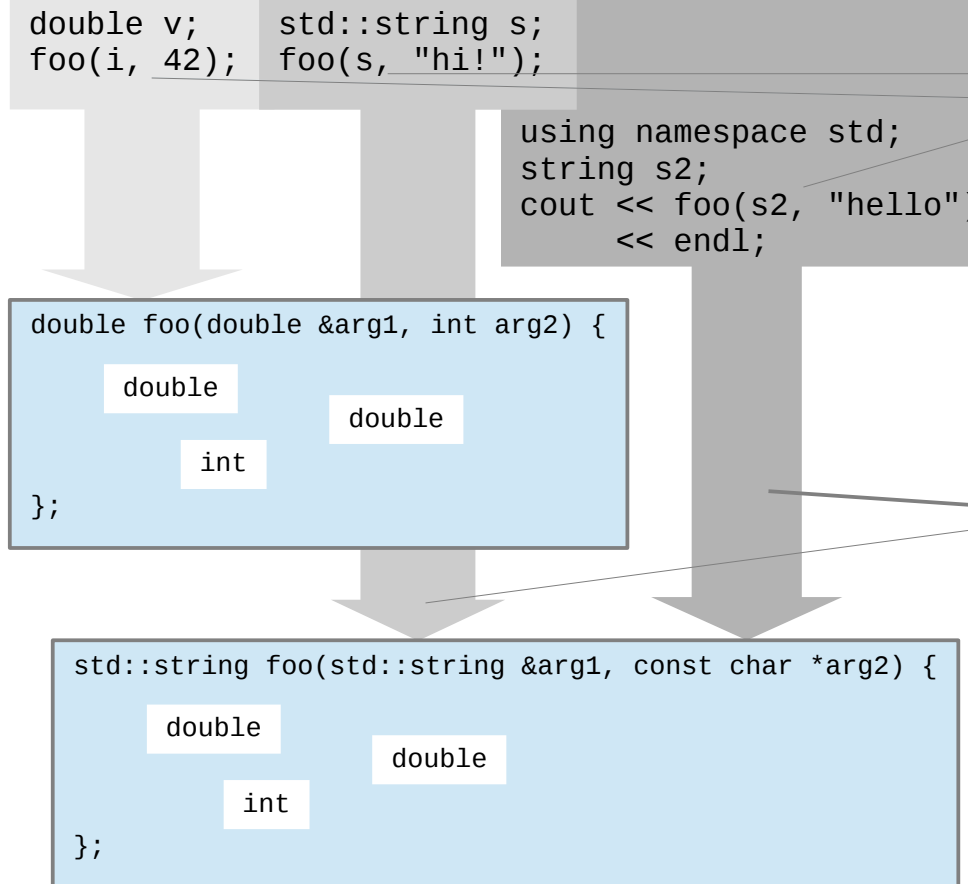 double v;
foo(i, 42);
std::string s;
foo(s, "hi!");
using namespace std;
string s2;
cout << foo(s2, "hello")
<< endl;
double foo(double &arg1, int arg2) {
double
double
int
};
std::string foo(std::string &arg1, const char *arg2) {
double
double
int
};